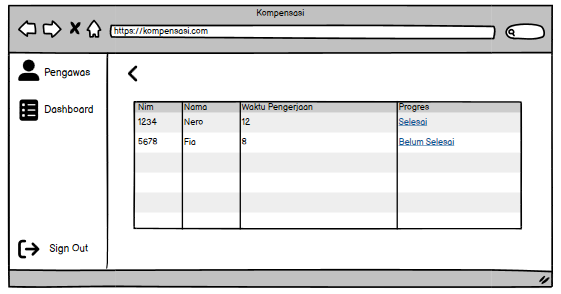 Kompensasi
https://kompensasi.com
Pengawas
Dashboard
Nim Nama Waktu Pengerjaan Progres
1234 Nero 12 Selesai
5678 Fia 8 Belum Selesai
Sign Out